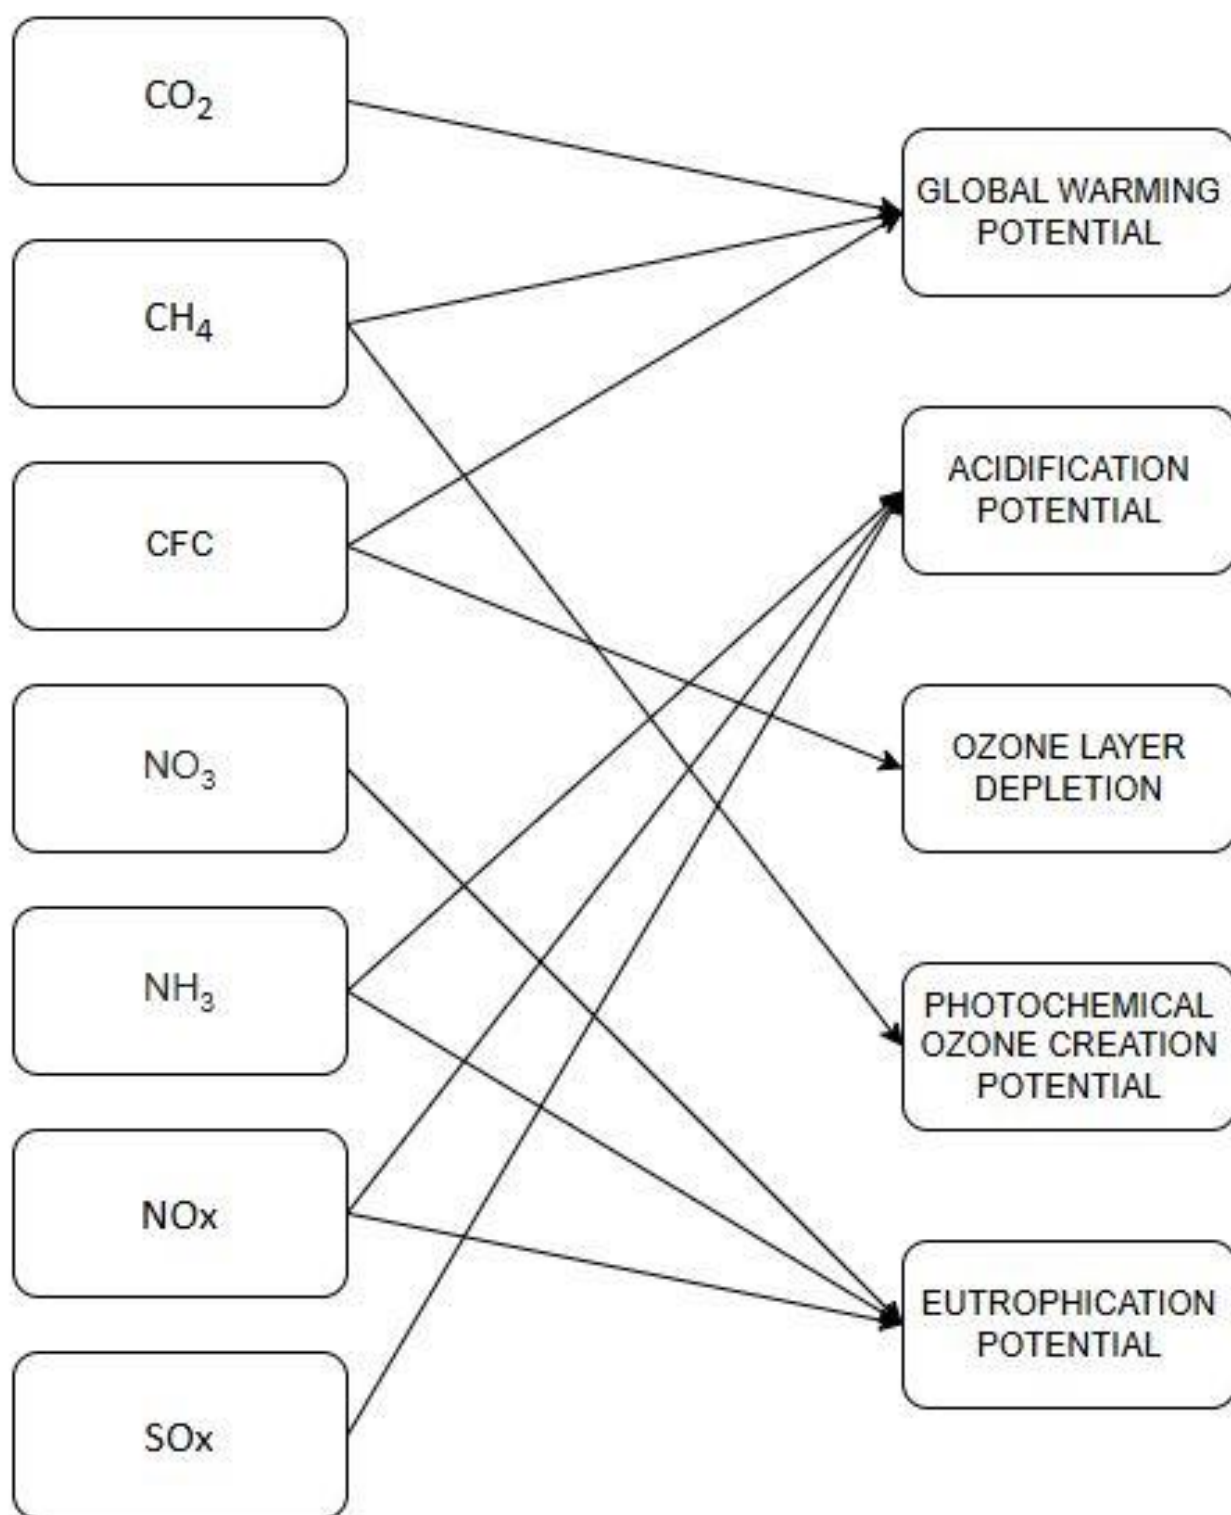 CO₂
CH₄
CFC
NO₃
NH₃
NOx
SOx
GLOBAL WARMING
POTENTIAL
ACIDIFICATION
POTENTIAL
OZONE LAYER
DEPLETION
PHOTOCHEMICAL
OZONE CREATION
POTENTIAL
EUTROPHICATION
POTENTIAL